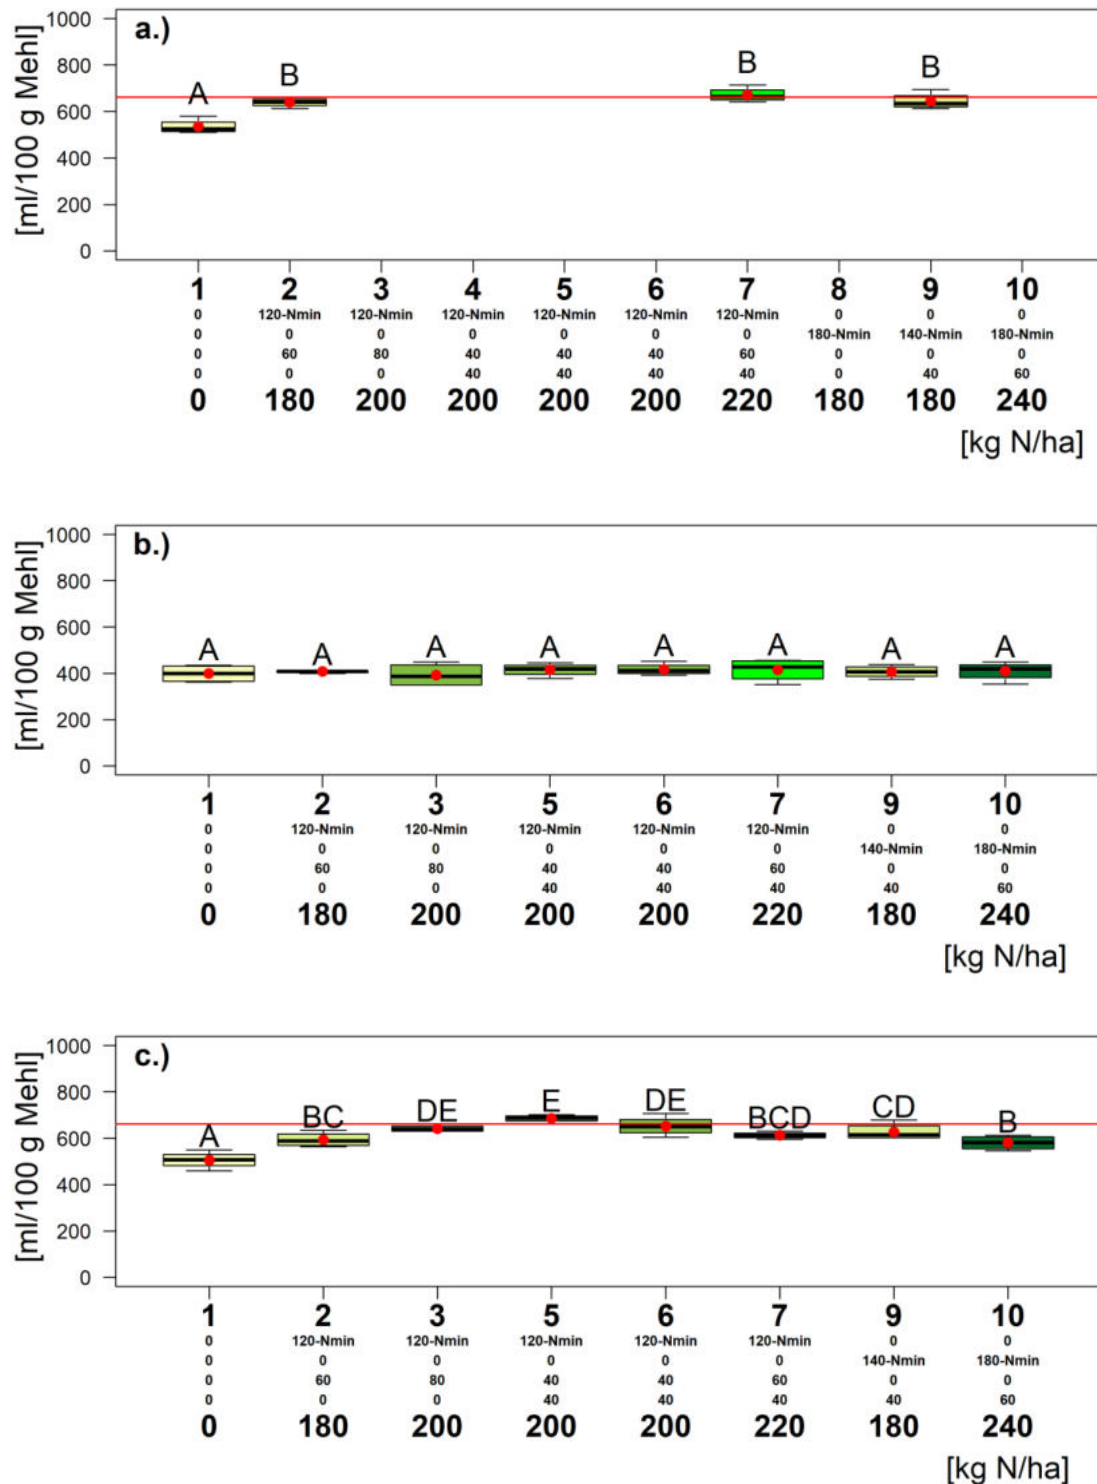 a.)
[ml/100 g Mehl]
1000
800
600
400
200
0
A B B B
1 2 3 4 5 6 7 8 9 10
0 120-Nmin 120-Nmin 120-Nmin 120-Nmin 120-Nmin 120-Nmin 0 0 0
0 0 0 0 0 0 0 180-Nmin 140-Nmin 180-Nmin
0 60 80 40 40 40 60 0 0 0
0 0 0 40 40 40 40 0 40 60
0 180 200 200 200 200 220 180 180 240
[kg N/ha]
b.)
[ml/100 g Mehl]
1000
800
600
400
200
0
A A A A A A A A
1 2 3 5 6 7 9 10
0 120-Nmin 120-Nmin 120-Nmin 120-Nmin 120-Nmin 0 0
0 0 0 0 0 0 140-Nmin 180-Nmin
0 60 80 40 40 60 0 0
0 0 0 40 40 40 40 60
0 180 200 200 200 220 180 240
[kg N/ha]
c.)
[ml/100 g Mehl]
1000
800
600
400
200
0
A BC DE E DE BCD CD B
1 2 3 5 6 7 9 10
0 120-Nmin 120-Nmin 120-Nmin 120-Nmin 120-Nmin 0 0
0 0 0 0 0 0 140-Nmin 180-Nmin
0 60 80 40 40 60 0 0
0 0 0 40 40 40 40 60
0 180 200 200 200 220 180 240
[kg N/ha]